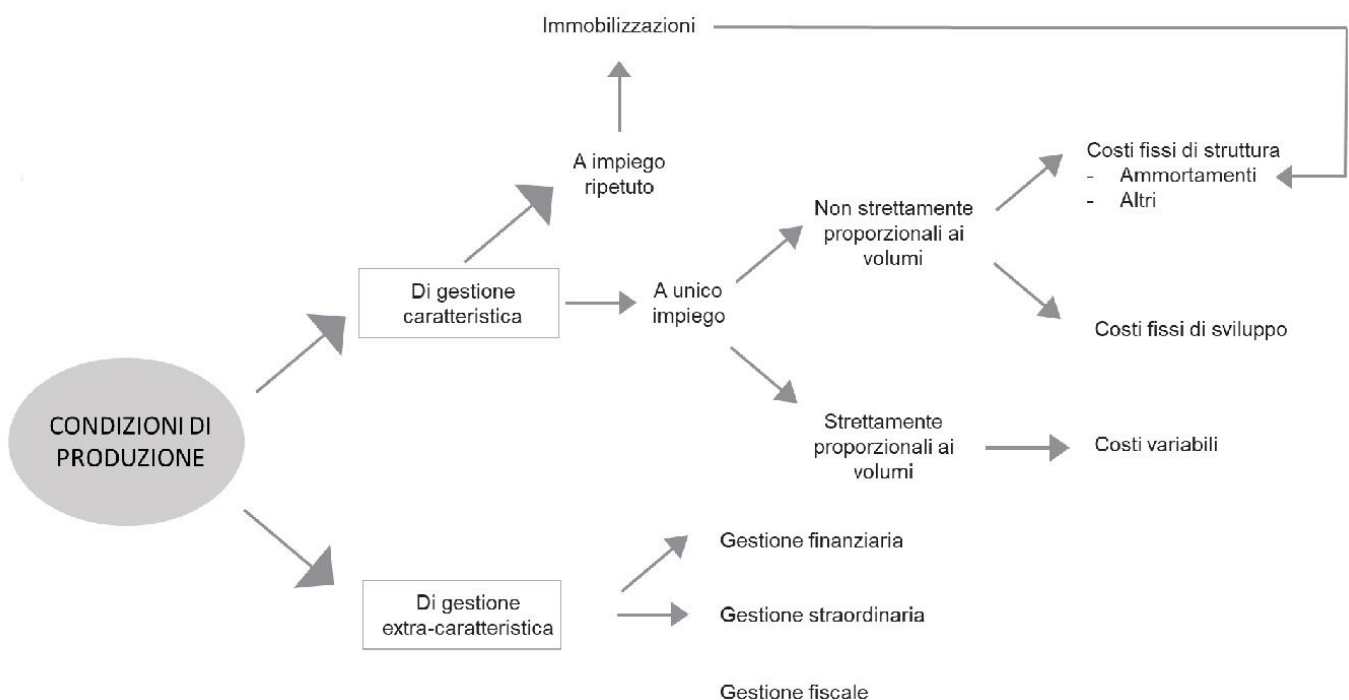 Immobilizzazioni
A impiego
ripetuto
Costi fissi di struttura
- Ammortamenti
- Altri
Non strettamente
proporzionali ai
volumi
Di gestione
caratteristica
A unico
impiego
Costi fissi di sviluppo
CONDIZIONI DI
PRODUZIONE
Strettamente
proporzionali ai
volumi
Costi variabili
Gestione finanziaria
Di gestione
extra-caratteristica
Gestione straordinaria
Gestione fiscale